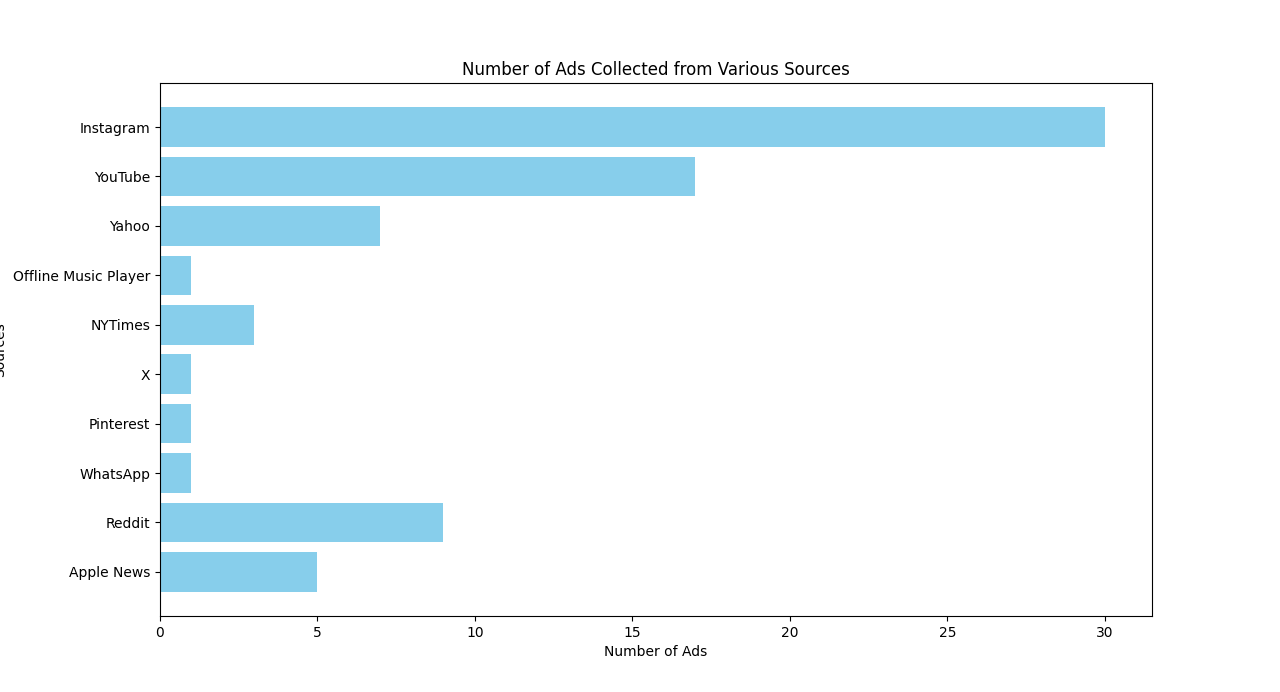 Number of Ads Collected from Various Sources
Instagram
YouTube
Yahoo
Offline Music Player
NYTimes
X
Pinterest
WhatsApp
Reddit
Apple News
Sources
0 5 10 15 20 25 30
Number of Ads